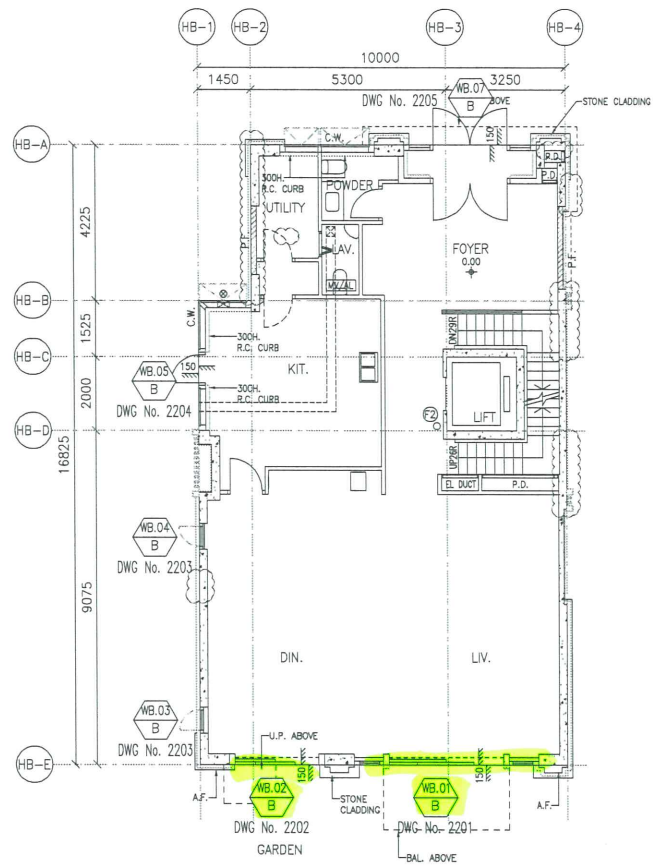 HB-1
HB-2
HB-3
HB-4
10000
1450
5300
3250
WB.07
B
DWG No. 2205
STONE CLADDING
150
HB-A
C.W.
P.D.
P.D.
300H.
R.C. CURB
POWDER
UTILITY
4225
P.F.
LAV.
FOYER
0.00
P.F.
MV/AL
HB-B
C.W.
1525
300H.
R.C. CURB
DN29R
HB-C
150
KIT.
WB.05
B
DWG No. 2204
2000
300H.
R.C. CURB
LIFT
F2
HB-D
16825
UP26R
EL DUCT
P.D.
WB.04
B
DWG No. 2203
9075
DIN.
LIV.
WB.03
B
DWG No. 2203
U.P. ABOVE
HB-E
150
150
A.F.
WB.02
B
STONE
CLADDING
WB.01
B
A.F.
DWG No. 2202
DWG No. 2201
GARDEN
BAL. ABOVE